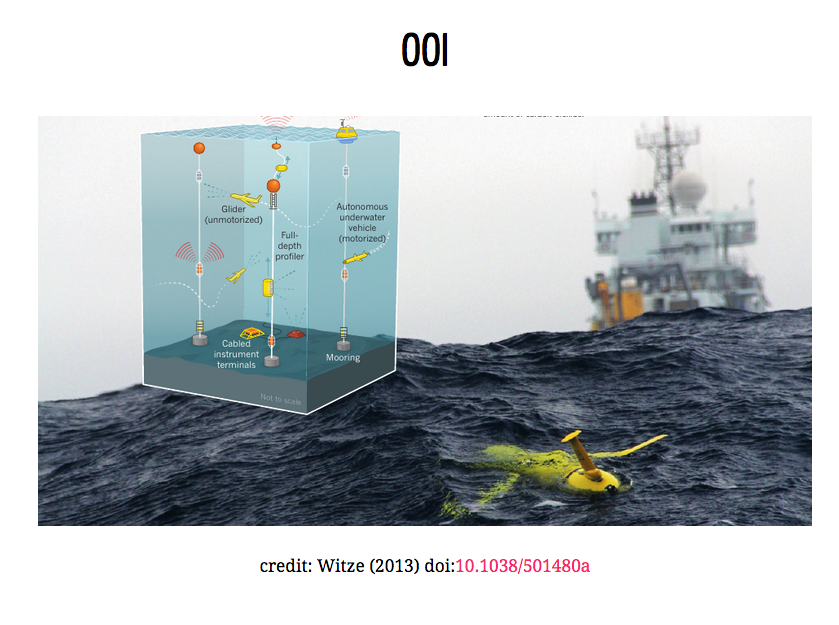 OOI
Glider
(unmotorized)
Autonomous
underwater
vehicle
(motorized)
Full-
depth
profiler
Cabled
instrument
terminals
Mooring
Not to scale
credit: Witze (2013) doi:10.1038/501480a